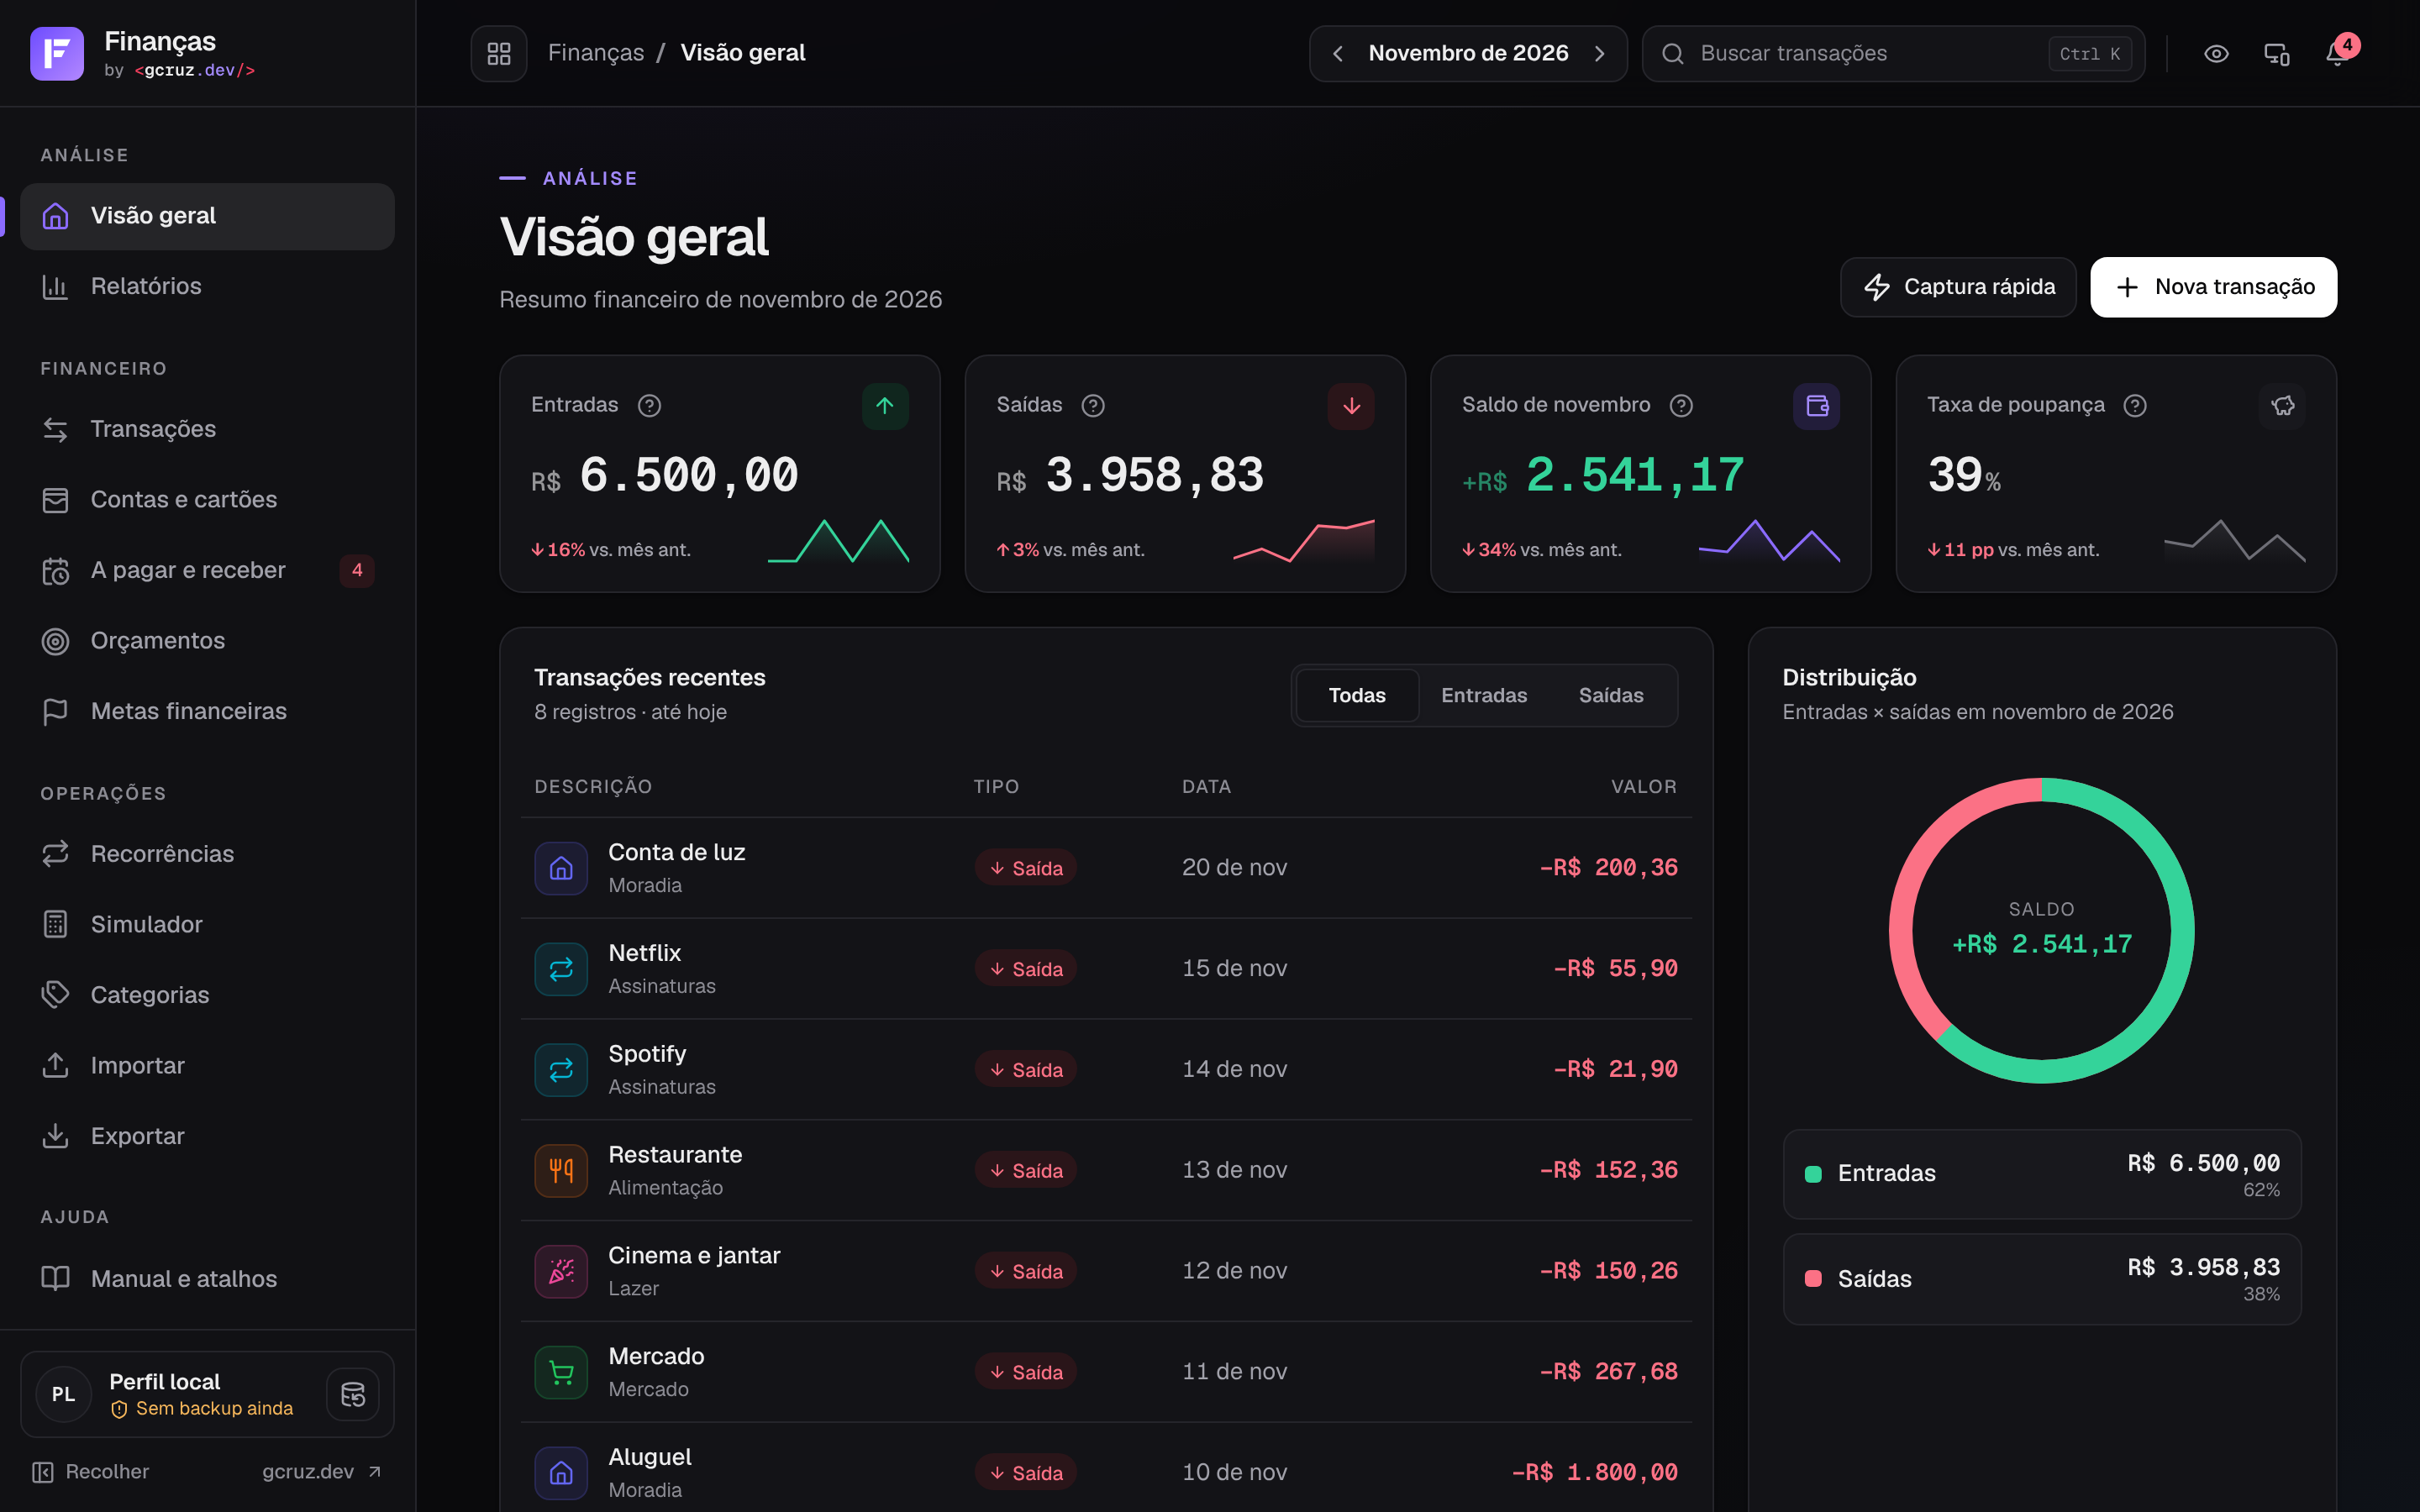 Finanças
by <gcruz.dev/>
Finanças / Visão geral
Novembro de 2026
Buscar transações
Ctrl K
4
ANÁLISE
Visão geral
Relatórios
FINANCEIRO
Transações
Contas e cartões
A pagar e receber
4
Orçamentos
Metas financeiras
OPERAÇÕES
Recorrências
Simulador
Categorias
Importar
Exportar
AJUDA
Manual e atalhos
PL
Perfil local
Sem backup ainda
Recolher
gcruz.dev
ANÁLISE
Visão geral
Resumo financeiro de novembro de 2026
Captura rápida
Nova transação
Entradas
R$ 6.500,00
16% vs. mês ant.
Saídas
R$ 3.958,83
3% vs. mês ant.
Saldo de novembro
+R$ 2.541,17
34% vs. mês ant.
Taxa de poupança
39%
11 pp vs. mês ant.
Transações recentes
8 registros · até hoje
Todas
Entradas
Saídas
DESCRIÇÃO TIPO DATA VALOR
Conta de luz
Moradia
Saída
20 de nov
−R$ 200,36
Netflix
Assinaturas
Saída
15 de nov
−R$ 55,90
Spotify
Assinaturas
Saída
14 de nov
−R$ 21,90
Restaurante
Alimentação
Saída
13 de nov
−R$ 152,36
Cinema e jantar
Lazer
Saída
12 de nov
−R$ 150,26
Mercado
Mercado
Saída
11 de nov
−R$ 267,68
Aluguel
Moradia
Saída
10 de nov
−R$ 1.800,00
Distribuição
Entradas × saídas em novembro de 2026
SALDO
+R$ 2.541,17
Entradas
R$ 6.500,00
62%
Saídas
R$ 3.958,83
38%